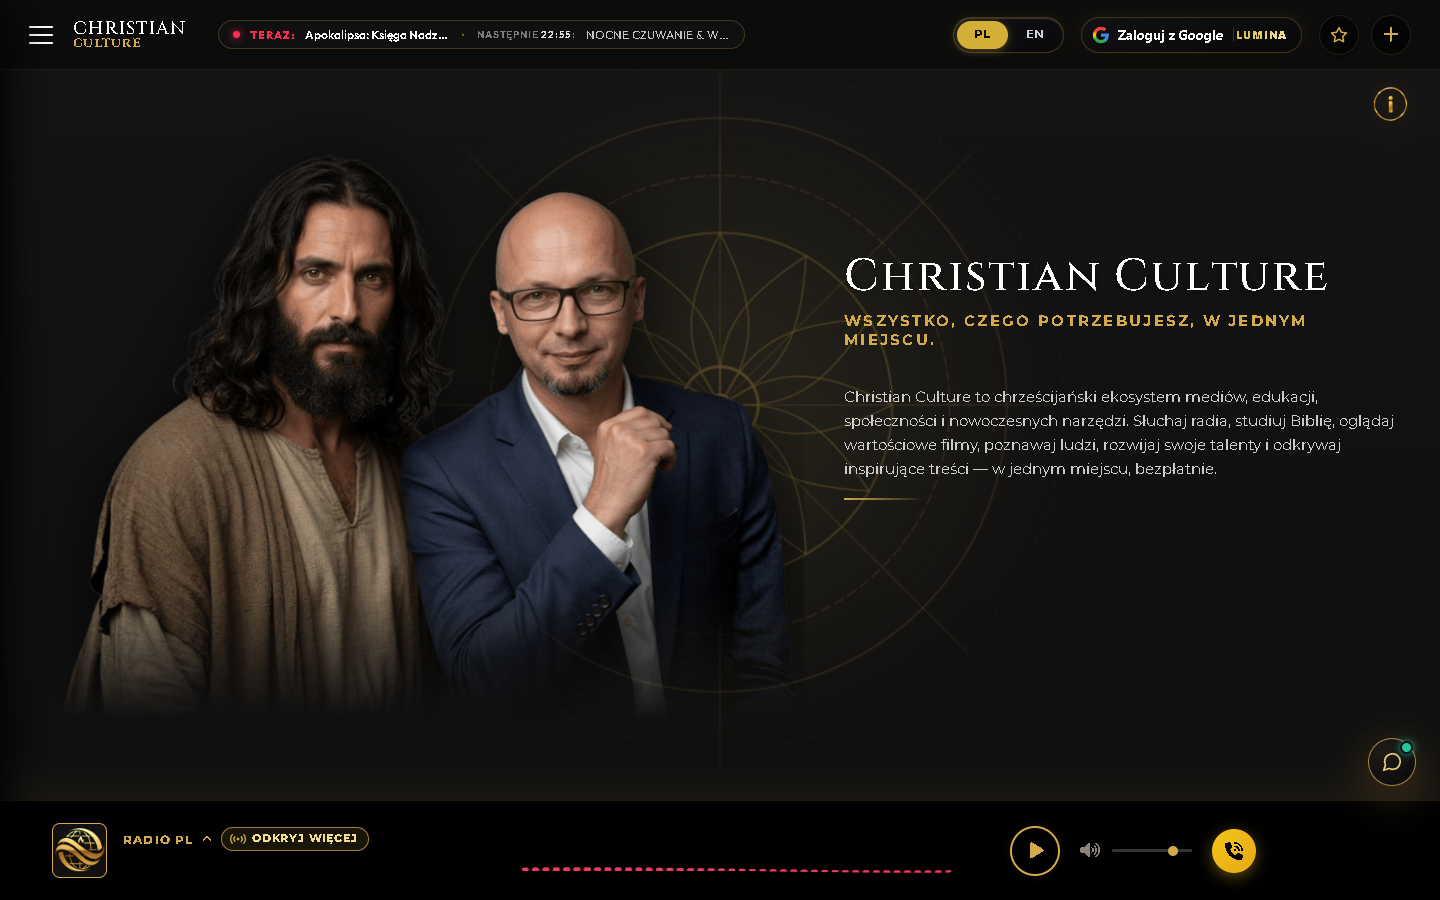 CHRISTIAN
CULTURE
TERAZ: Apokalipsa: Księga Nadz... • NASTĘPNIE 22:55: NOCNE CZUWANIE & W...
PL EN
Zaloguj z Google LUMINA
CHRISTIAN CULTURE
WSZYSTKO, CZEGO POTRZEBUJESZ, W JEDNYM
MIEJSCU.
Christian Culture to chrześcijański ekosystem mediów, edukacji,
społeczności i nowoczesnych narzędzi. Słuchaj radia, studiuj Biblię, oglądaj
wartościowe filmy, poznawaj ludzi, rozwijaj swoje talenty i odkrywaj
inspirujące treści — w jednym miejscu, bezpłatnie.
RADIO PL
ODKRYJ WIĘCEJ